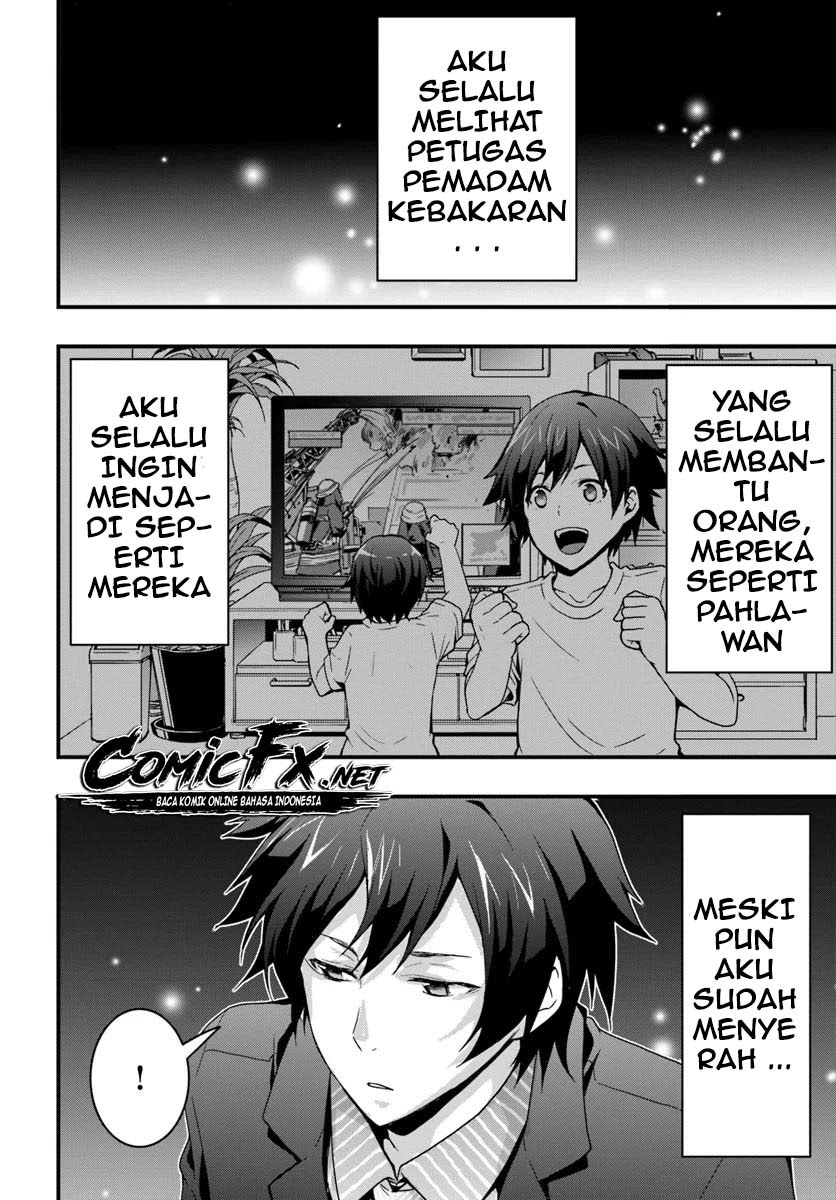 AKU
SELALU
MELIHAT
PETUGAS
PEMADAM
KEBAKARAN
...
YANG
SELALU
MEMBAN-
TU
ORANG,
MEREKA
SEPERTI
PAHLA-
WAN
AKU
SELALU
INGIN
MENJA-
DI SEP-
ERTI
MEREKA
COMICFX.NET
BACA KOMIK ONLINE BAHASA INDONESIA
MESKI
PUN
AKU
SUDAH
MENYE
RAH ...
!